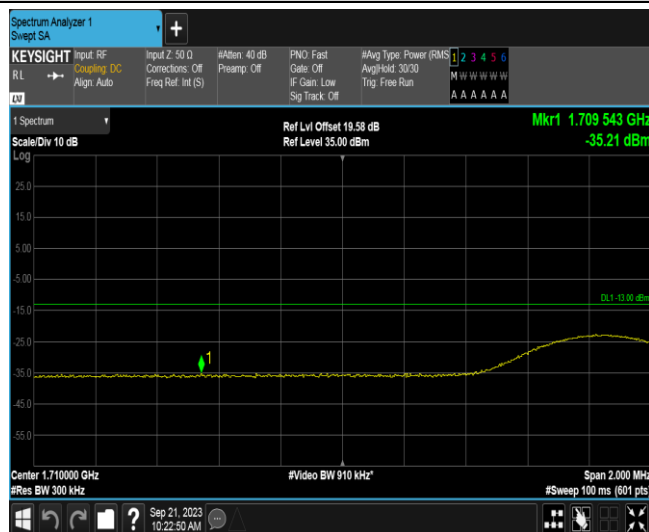 Spectrum Analyzer 1
Swept SA
+
KEYSIGHT Input: RF Input Z: 50 Ω #Atten: 40 dB PNO: Fast #Avg Type: Power (RMS 1 2 3 4 5 6
RL Coupling: DC Corrections: Off Preamp: Off Gate: Off Avg|Hold: 30/30 M W W W W W
Align: Auto Freq Ref: Int (S) IF Gain: Low Trig: Free Run
Sig Track: Off A A A A A A
LXI
1 Spectrum Ref Lvl Offset 19.58 dB Mkr1 1.709 543 GHz
Scale/Div 10 dB Ref Level 35.00 dBm -35.21 dBm
Log
25.0
15.0
5.00
-5.00
DL1 -13.00 dBm
-15.0
-25.0
1
-35.0
-45.0
-55.0
Center 1.710000 GHz #Video BW 910 kHz* Span 2.000 MHz
#Res BW 300 kHz #Sweep 100 ms (601 pts)
? Sep 21, 2023
10:22:50 AM